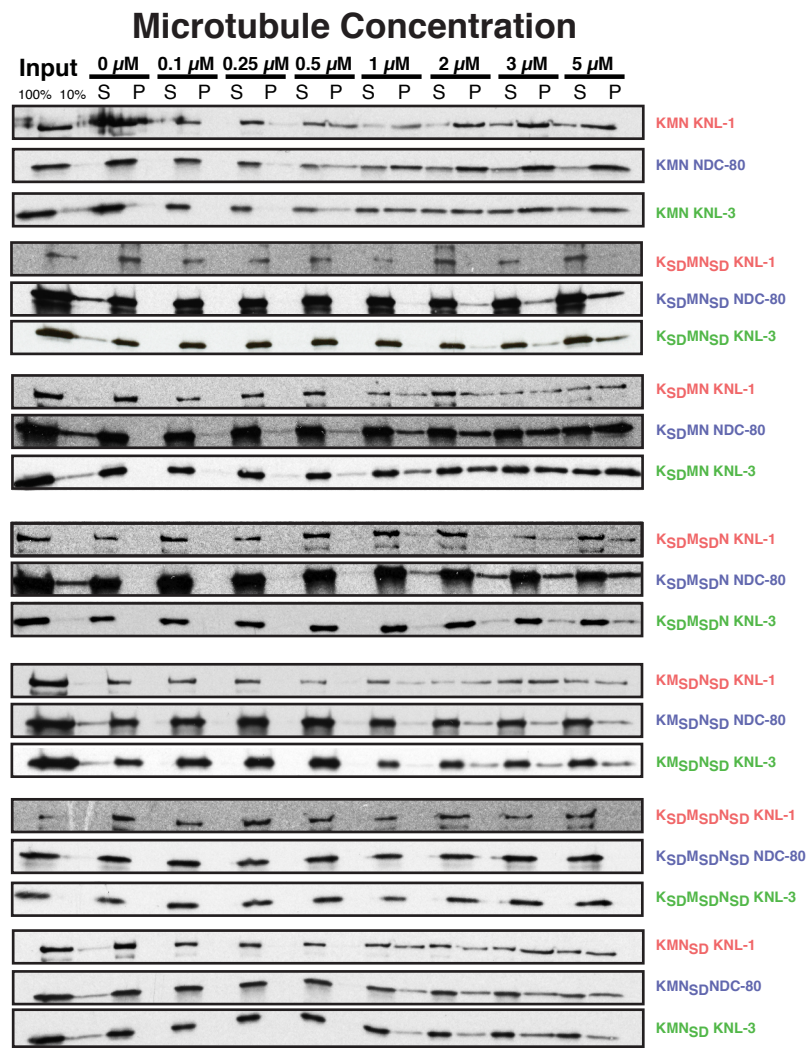 Microtubule Concentration
Input 0 µM 0.1 µM 0.25 µM 0.5 µM 1 µM 2 µM 3 µM 5 µM
100% 10% S P S P S P S P S P S P S P S P
KMN KNL-1
KMN NDC-80
KMN KNL-3
KSDMNSD KNL-1
KSDMNSD NDC-80
KSDMNSD KNL-3
KSDMN KNL-1
KSDMN NDC-80
KSDMN KNL-3
KSDMSDN KNL-1
KSDMSDN NDC-80
KSDMSDN KNL-3
KMSDNSD KNL-1
KMSDNSD NDC-80
KMSDNSD KNL-3
KSDMSDNSD KNL-1
KSDMSDNSD NDC-80
KSDMSDNSD KNL-3
KMNSD KNL-1
KMNSDNDC-80
KMNSD KNL-3